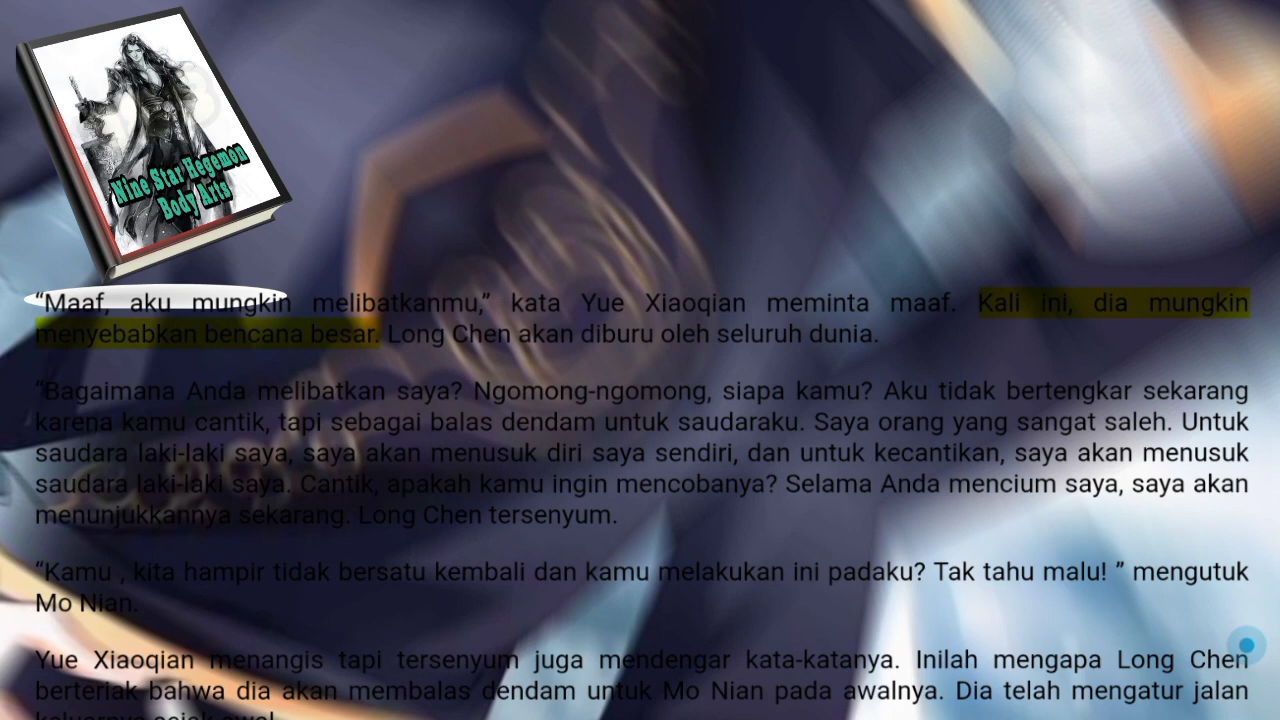 Nine Star Hegemon
Body Arts
“Maaf, aku mungkin melibatkanmu,” kata Yue Xiaoqian meminta maaf. Kali ini, dia mungkin
menyebabkan bencana besar. Long Chen akan diburu oleh seluruh dunia.
“Bagaimana Anda melibatkan saya? Ngomong-ngomong, siapa kamu? Aku tidak bertengkar sekarang
karena kamu cantik, tapi sebagai balas dendam untuk saudaraku. Saya orang yang sangat saleh. Untuk
saudara laki-laki saya, saya akan menusuk diri saya sendiri, dan untuk kecantikan, saya akan menusuk
saudara laki-laki saya. Cantik, apakah kamu ingin mencobanya? Selama Anda mencium saya, saya akan
menunjukkannya sekarang. Long Chen tersenyum.
“Kamu , kita hampir tidak bersatu kembali dan kamu melakukan ini padaku? Tak tahu malu! ” mengutuk
Mo Nian.
Yue Xiaoqian menangis tapi tersenyum juga mendengar kata-katanya. Inilah mengapa Long Chen
berteriak bahwa dia akan membalas dendam untuk Mo Nian pada awalnya. Dia telah mengatur jalan
keluarnya sejak awal.